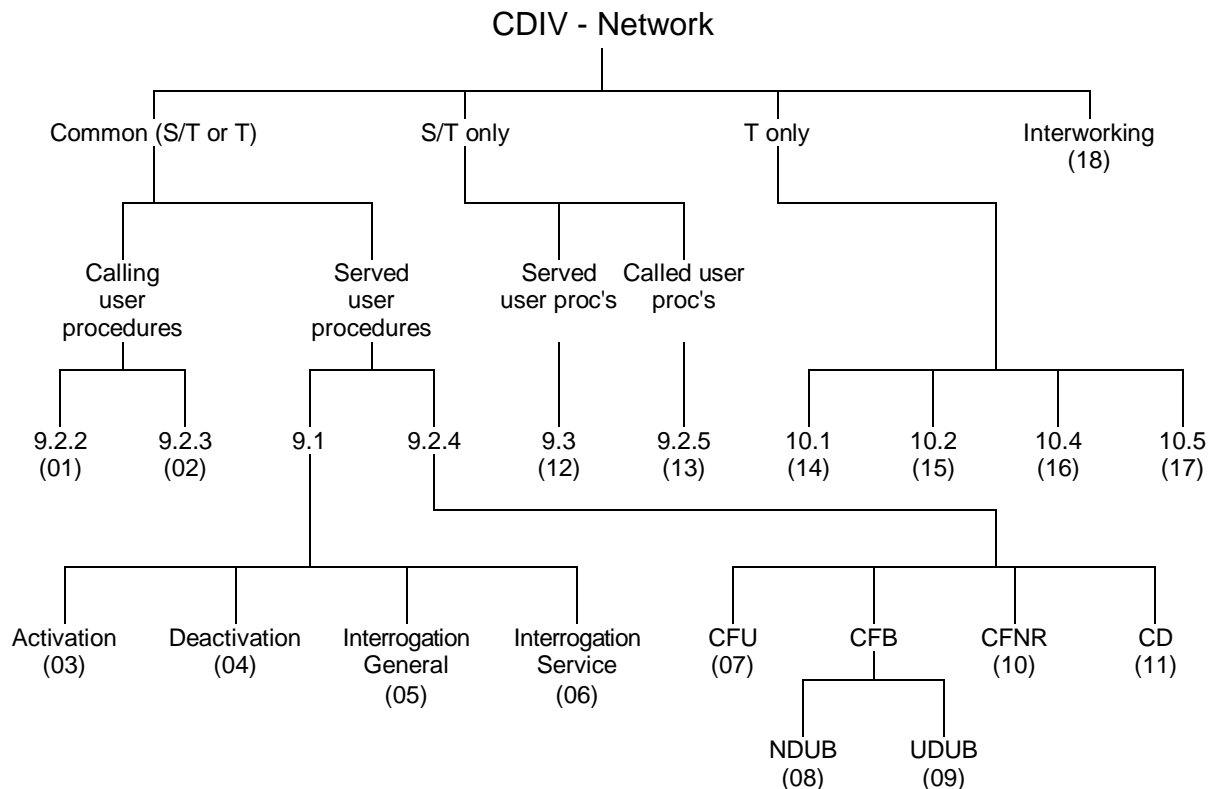 CDIV - Network
Common (S/T or T)
S/T only
T only
Interworking
(18)
Calling
user
procedures
Served
user
procedures
Served
user proc's
Called user
proc's
9.2.2
(01)
9.2.3
(02)
9.1
9.2.4
9.3
(12)
9.2.5
(13)
10.1
(14)
10.2
(15)
10.4
(16)
10.5
(17)
Activation
(03)
Deactivation
(04)
Interrogation
General
(05)
Interrogation
Service
(06)
CFU
(07)
CFB
CFNR
(10)
CD
(11)
NDUB
(08)
UDUB
(09)